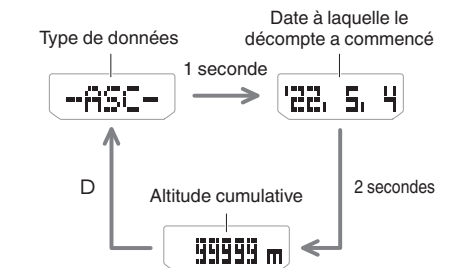 Type de données
Date à laquelle le
décompte a commencé
1 seconde
--ASC-
'22. 5. 4
D
2 secondes
Altitude cumulative
99999 m